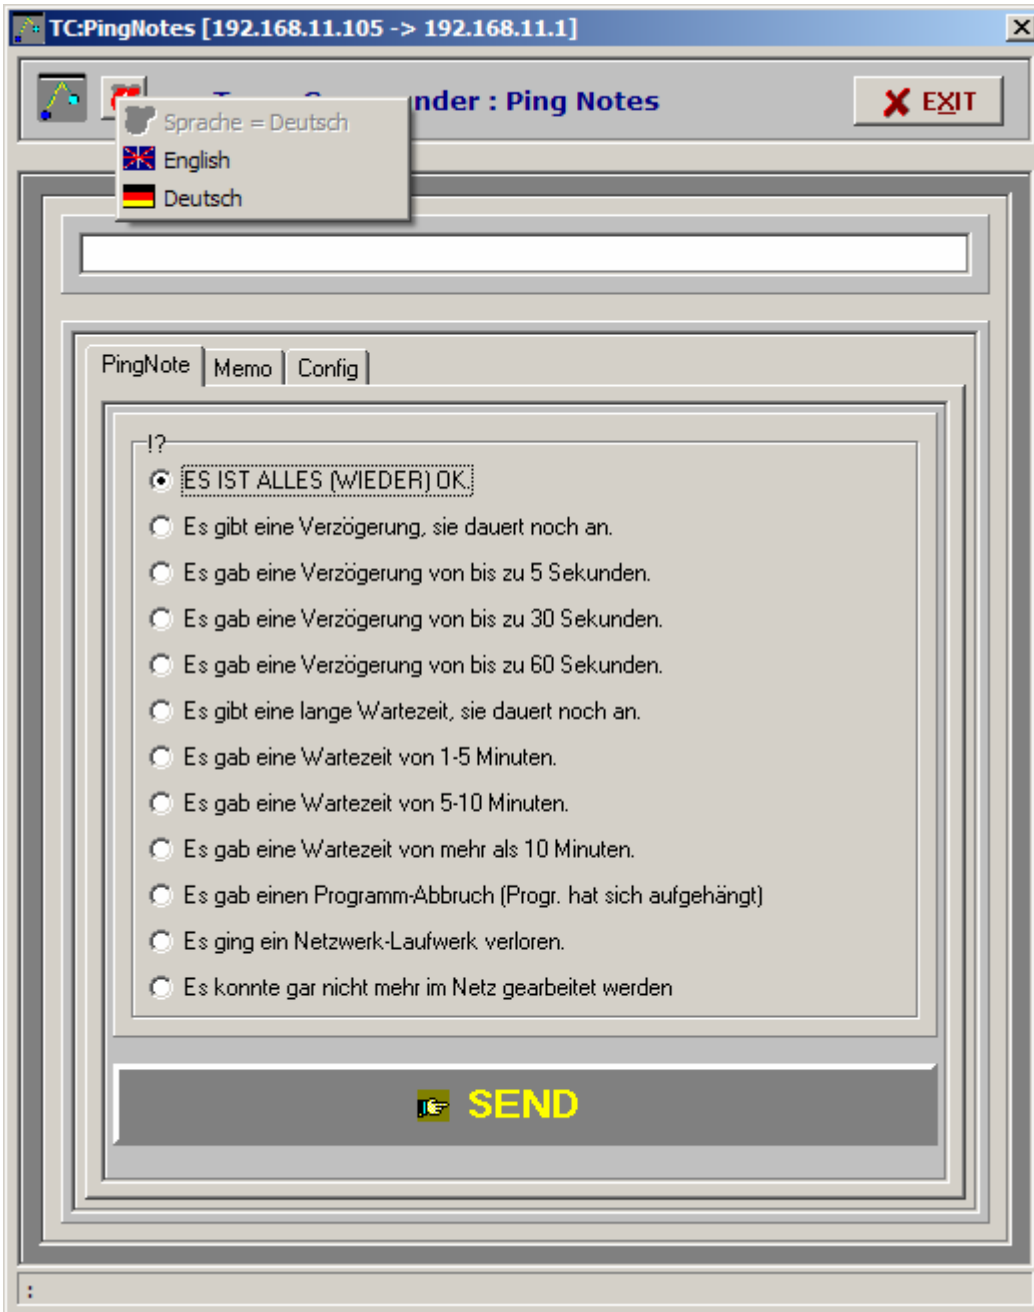 TC:PingNotes [192.168.11.105 -> 192.168.11.1]
nder : Ping Notes
EXIT
Sprache = Deutsch
English
Deutsch
PingNote
Memo
Config
!?
ES IST ALLES (WIEDER) OK.
Es gibt eine Verzögerung, sie dauert noch an.
Es gab eine Verzögerung von bis zu 5 Sekunden.
Es gab eine Verzögerung von bis zu 30 Sekunden.
Es gab eine Verzögerung von bis zu 60 Sekunden.
Es gibt eine lange Wartezeit, sie dauert noch an.
Es gab eine Wartezeit von 1-5 Minuten.
Es gab eine Wartezeit von 5-10 Minuten.
Es gab eine Wartezeit von mehr als 10 Minuten.
Es gab einen Programm-Abbruch (Progr. hat sich aufgehängt)
Es ging ein Netzwerk-Laufwerk verloren.
Es konnte gar nicht mehr im Netz gearbeitet werden
SEND
: